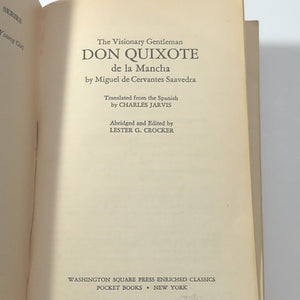 SERIES
The Visionary Gentleman
DON QUIXOTE
de la Mancha
by Miguel de Cervantes Saavedra
Translated from the Spanish
by CHARLES JARVIS
Abridged and Edited by
LESTER G. CROCKER
WASHINGTON SQUARE PRESS ENRICHED CLASSICS
POCKET BOOKS • NEW YORK